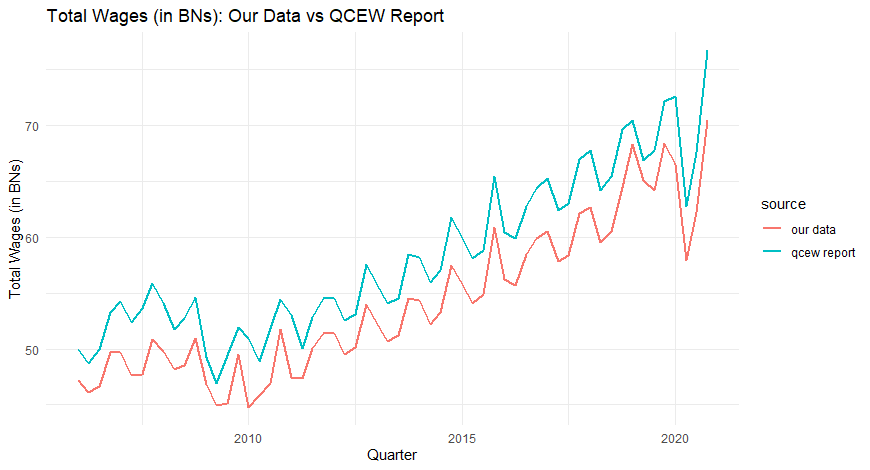 Total Wages (in BNs): Our Data vs QCEW Report
Total Wages (in BNs)
70
60
50
2010
2015
2020
Quarter
source
our data
qcew report